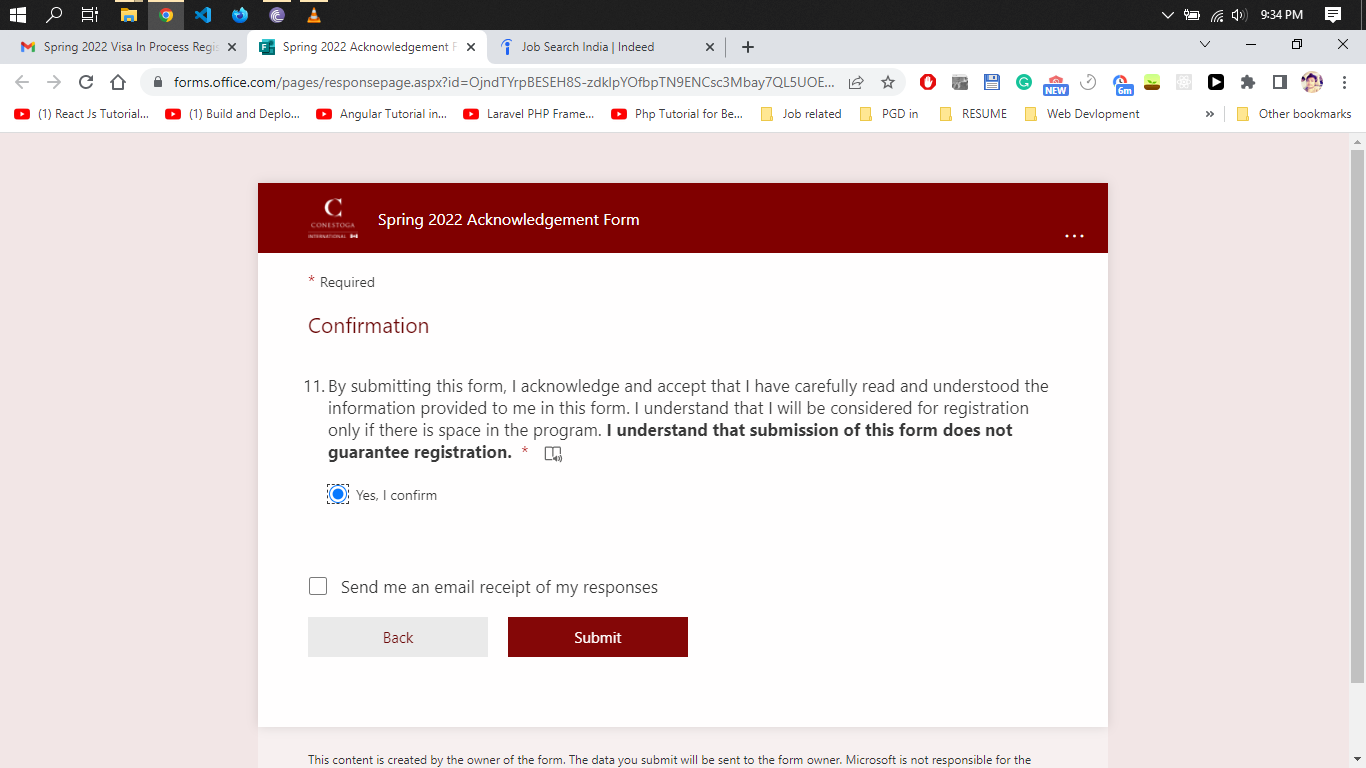 9:34 PM
Spring 2022 Visa In Process Regis
Spring 2022 Acknowledgement F
Job Search India | Indeed
forms.office.com/pages/responsepage.aspx?id=OjndTYrpBESEH8S-zdklpYOfbpTN9ENCsc3Mbay7QL5UOE...
NEW
6m
(1) React Js Tutorial...
(1) Build and Deplo...
Angular Tutorial in...
Laravel PHP Frame...
Php Tutorial for Be...
Job related
PGD in
RESUME
Web Devlopment
»
Other bookmarks
C
CONESTOGA
INTERNATIONAL
Spring 2022 Acknowledgement Form
...
* Required
Confirmation
11. By submitting this form, I acknowledge and accept that I have carefully read and understood the
information provided to me in this form. I understand that I will be considered for registration
only if there is space in the program. I understand that submission of this form does not
guarantee registration. *
Yes, I confirm
Send me an email receipt of my responses
Back
Submit
This content is created by the owner of the form. The data you submit will be sent to the form owner. Microsoft is not responsible for the